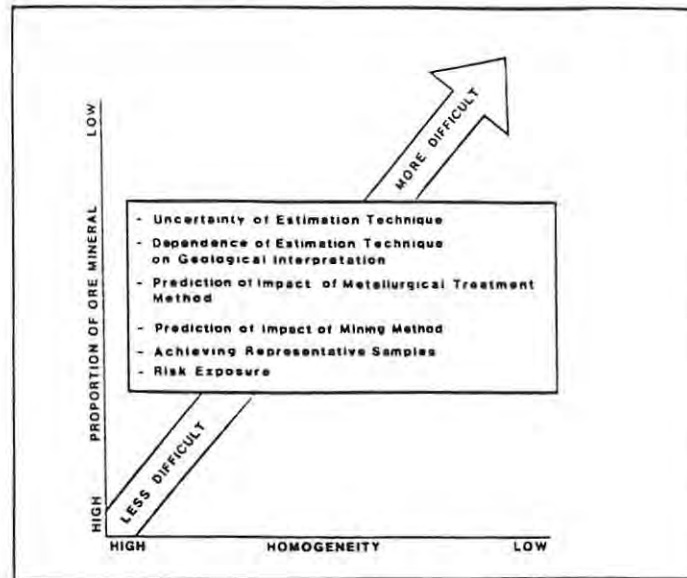 LOW
PROPORTION OF ORE MINERAL
HIGH
MORE DIFFICULT
- Uncertainty of Estimation Technique
- Dependence of Estimation Technique
on Geological Interpretation
- Prediction of Impact of Metallurgical Treatment
Method
- Prediction of Impact of Mining Method
- Achieving Representative Samples
- Risk Exposure
LESS DIFFICULT
HIGH
HOMOGENEITY
LOW